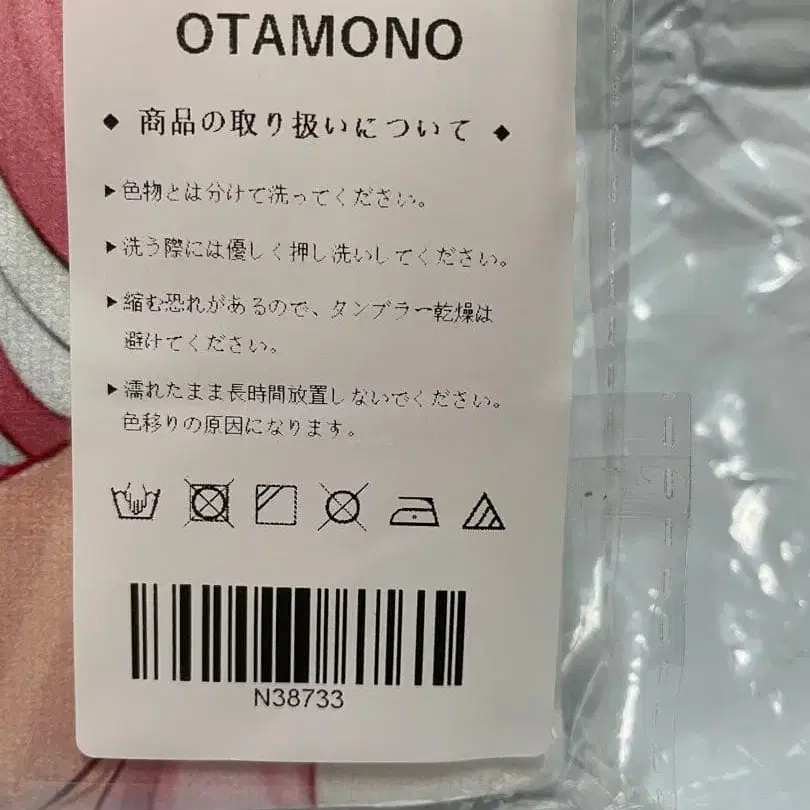 OTAMONO
◆ 商品の取り扱いについて ◆
▶色物とは分けて洗ってください。
▶洗う際には優しく押し洗いしてください。
▶縮む恐れがあるので、タンブラー乾燥は
避けてください。
▶濡れたまま長時間放置しないでください。
色移りの原因になります。
N38733